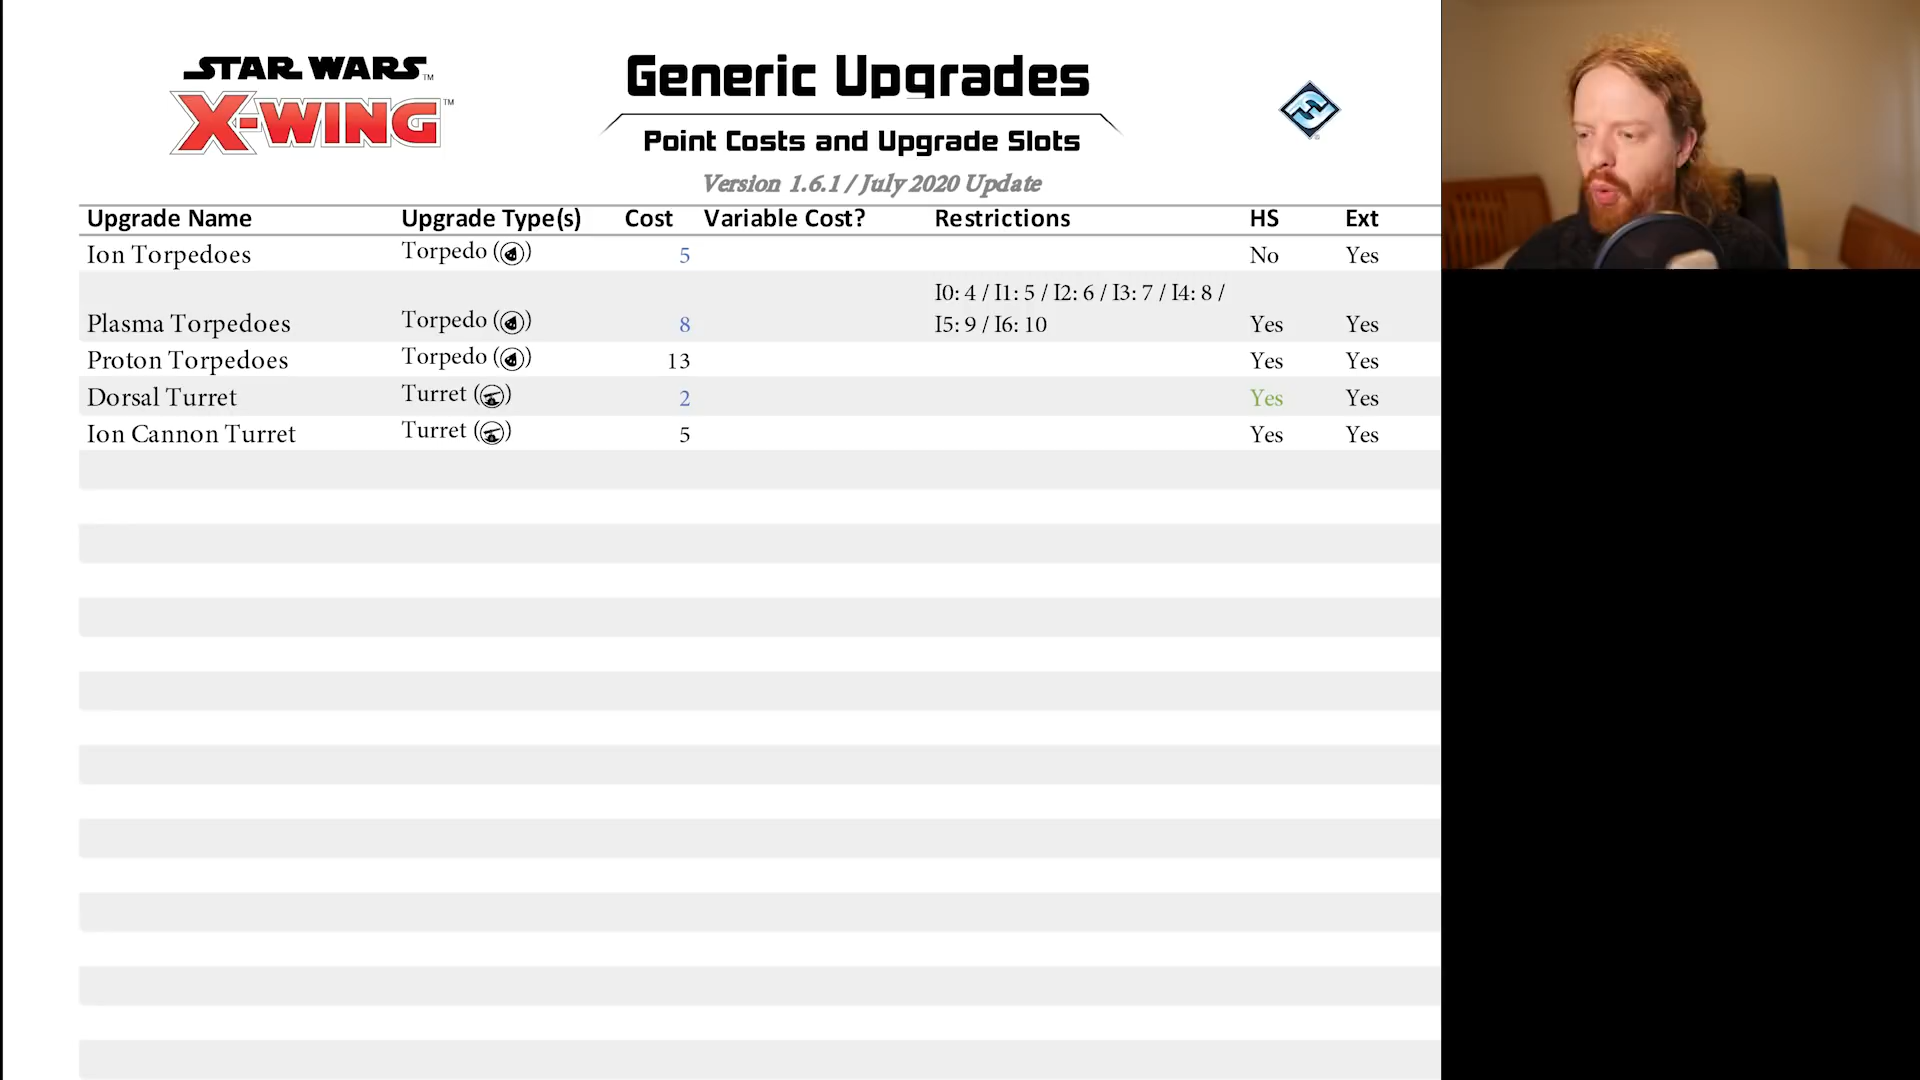 STAR WARS™
X-WING™
Generic Upgrades
Point Costs and Upgrade Slots
Version 1.6.1 / July 2020 Update
Upgrade Name Upgrade Type(s) Cost Variable Cost? Restrictions HS Ext
Ion Torpedoes Torpedo () 5 No Yes
I0: 4 / I1: 5 / I2: 6 / I3: 7 / I4: 8 /
Plasma Torpedoes Torpedo () 8 I5: 9 / I6: 10 Yes Yes
Proton Torpedoes Torpedo () 13 Yes Yes
Dorsal Turret Turret () 2 Yes Yes
Ion Cannon Turret Turret () 5 Yes Yes